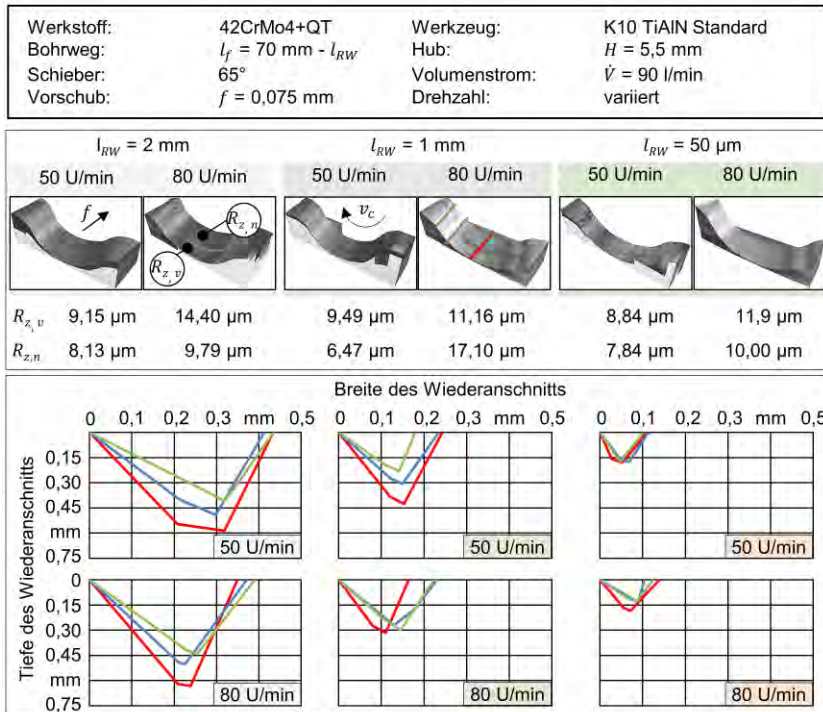 Werkstoff: 42CrMo4+QT Werkzeug: K10 TiAlN Standard
Bohrweg: l_f = 70 mm - l_RW Hub: H = 5,5 mm
Schieber: 65° Volumenstrom: V̇ = 90 l/min
Vorschub: f = 0,075 mm Drehzahl: variiert
l_RW = 2 mm l_RW = 1 mm l_RW = 50 µm
50 U/min 80 U/min 50 U/min 80 U/min 50 U/min 80 U/min
f R_z,n v_c
R_z,v
R_z,v 9,15 µm 14,40 µm 9,49 µm 11,16 µm 8,84 µm 11,9 µm
R_z,n 8,13 µm 9,79 µm 6,47 µm 17,10 µm 7,84 µm 10,00 µm
Breite des Wiederanschnitts
0 0,1 0,2 0,3 mm 0,5 0 0,1 0,2 0,3 mm 0,5 0 0,1 0,2 0,3 mm 0,5
Tiefe des Wiederanschnitts
0
0,15
0,30
0,45
mm
0,75
50 U/min 50 U/min 50 U/min
0
0,15
0,30
0,45
mm
0,75
80 U/min 80 U/min 80 U/min